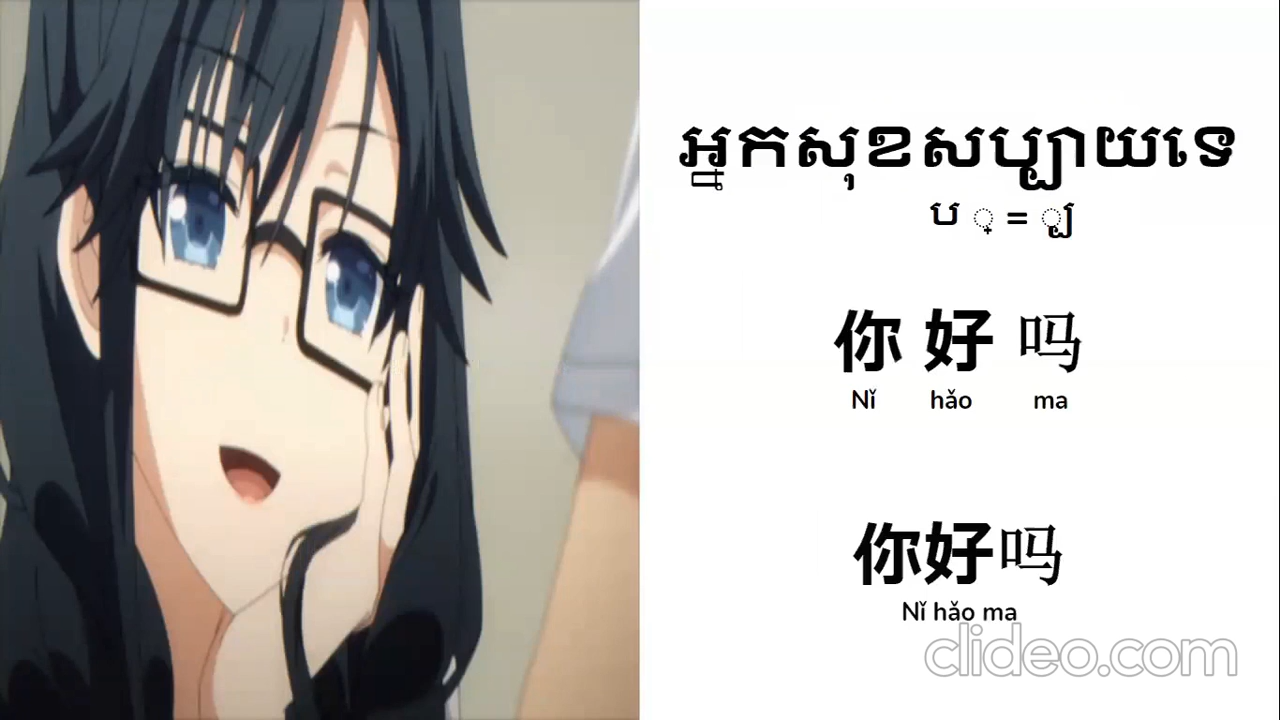 អ្នកសុខសប្បាយទេ
ប ្ = ្ប
你 好 吗
Nǐ hǎo ma
你好吗
Nǐ hǎo ma
clideo.com